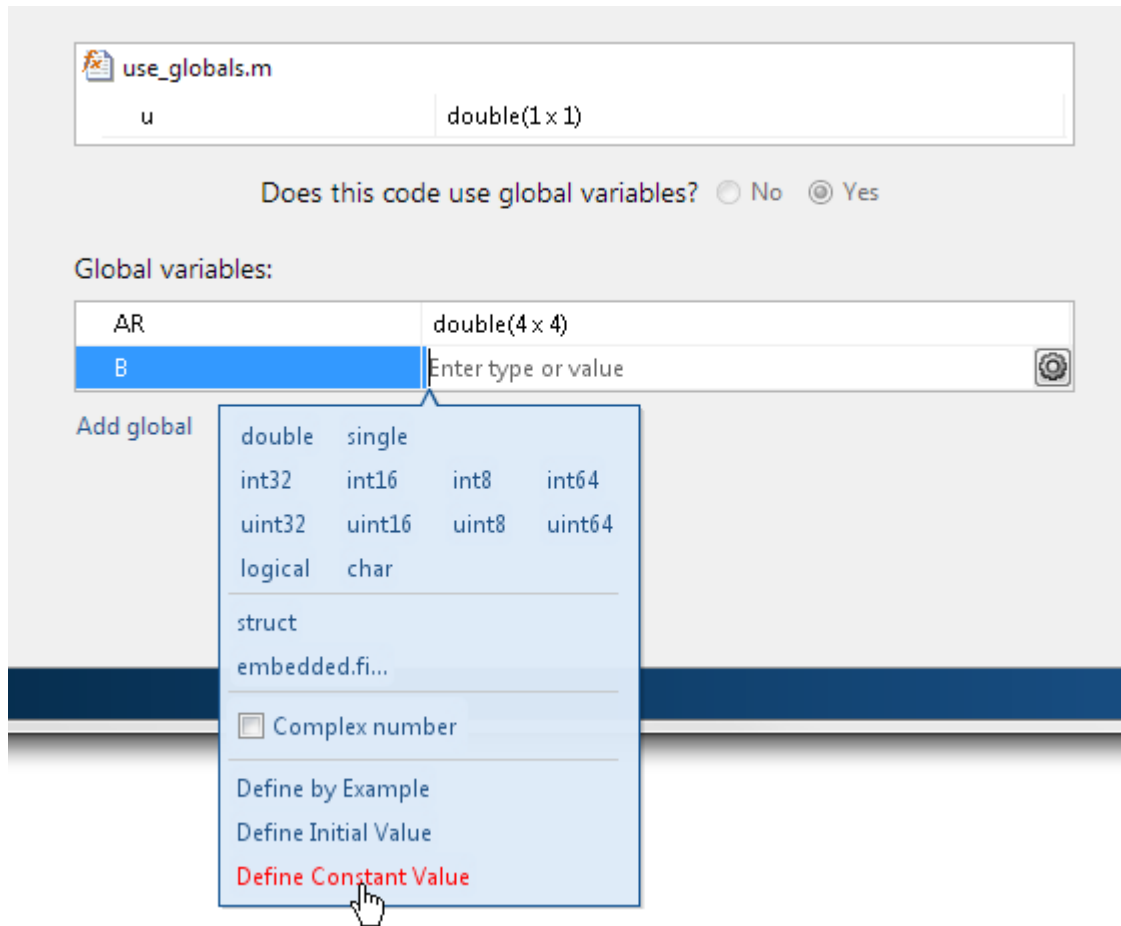 use_globals.m
u double(1 x 1)
Does this code use global variables? No Yes
Global variables:
AR double(4 x 4)
B Enter type or value
Add global
double single
int32 int16 int8 int64
uint32 uint16 uint8 uint64
logical char
struct
embedded.fi...
Complex number
Define by Example
Define Initial Value
Define Constant Value